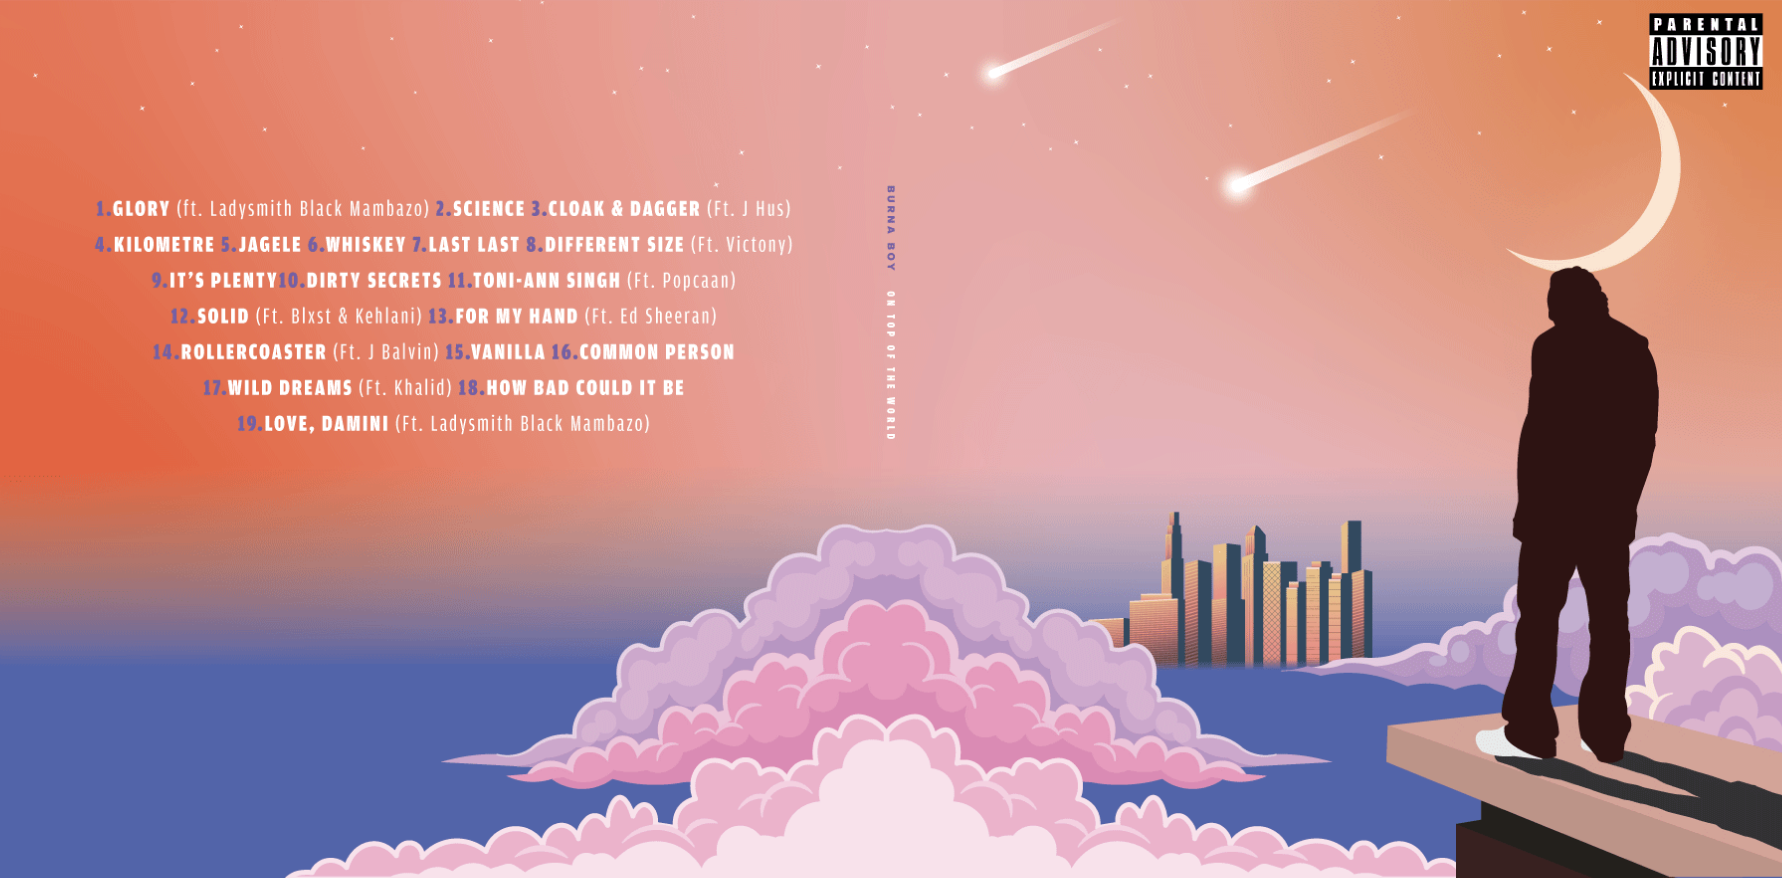 1.GLORY (ft. Ladysmith Black Mambazo) 2.SCIENCE 3.CLOAK & DAGGER (Ft. J Hus)
4.KILOMETRE 5.JAGELE 6.WHISKEY 7.LAST LAST 8.DIFFERENT SIZE (Ft. Victony)
9.IT'S PLENTY10.DIRTY SECRETS 11.TONI-ANN SINGH (Ft. Popcaan)
12.SOLID (Ft. Blxst & Kehlani) 13.FOR MY HAND (Ft. Ed Sheeran)
14.ROLLERCOASTER (Ft. J Balvin) 15.VANILLA 16.COMMON PERSON
17.WILD DREAMS (Ft. Khalid) 18.HOW BAD COULD IT BE
19.LOVE, DAMINI (Ft. Ladysmith Black Mambazo)
BURNA BOY ON TOP OF THE WORLD
PARENTAL
ADVISORY
EXPLICIT CONTENT